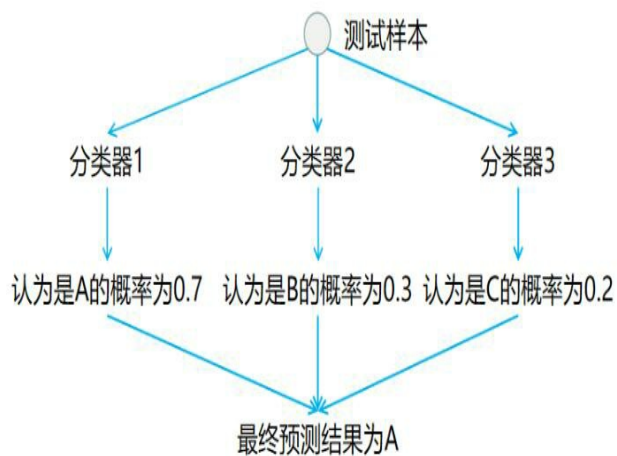 测试样本
分类器1
分类器2
分类器3
认为是A的概率为0.7
认为是B的概率为0.3
认为是C的概率为0.2
最终预测结果为A